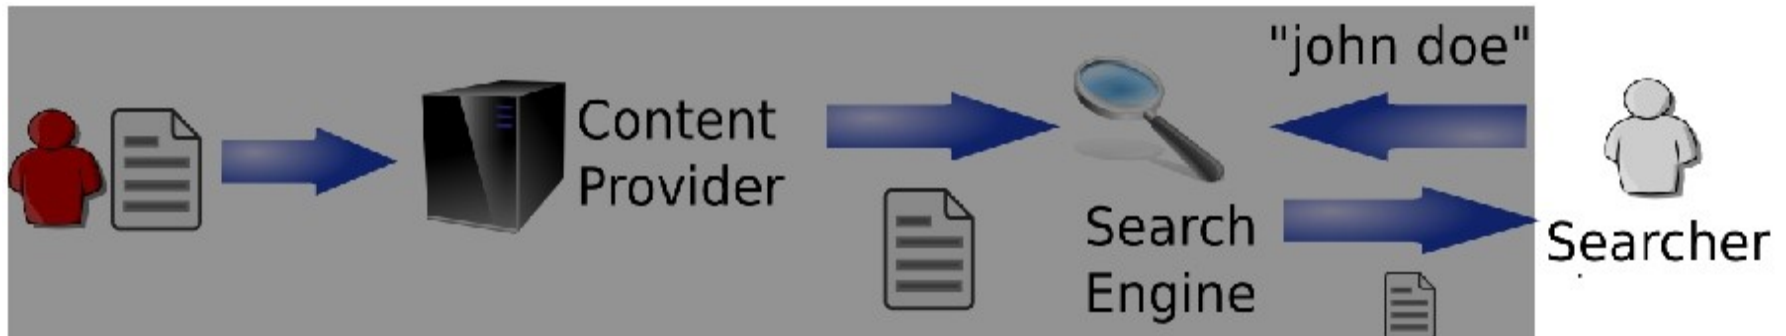 "john doe"
Content
Provider
Search
Engine
Searcher